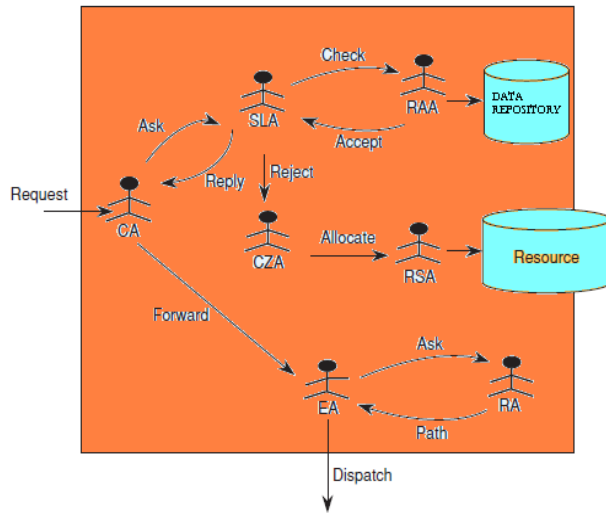 Check
RAA
DATA
REPOSITORY
Ask
SLA
Accept
Reply
Reject
Request
CA
CZA
Allocate
RSA
Resource
Forward
Ask
EA
RA
Path
Dispatch